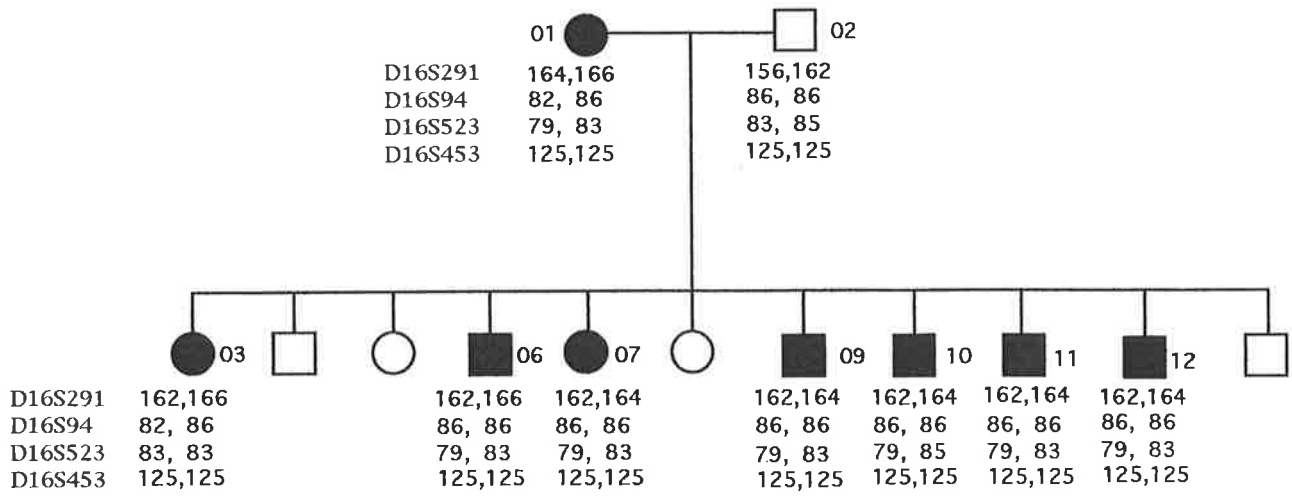 01 02
D16S291 164,166 156,162
D16S94 82, 86 86, 86
D16S523 79, 83 83, 85
D16S453 125,125 125,125
03 06 07 09 10 11 12
D16S291 162,166 162,166 162,164 162,164 162,164 162,164 162,164
D16S94 82, 86 86, 86 86, 86 86, 86 86, 86 86, 86 86, 86
D16S523 83, 83 79, 83 79, 83 79, 83 79, 85 79, 83 79, 83
D16S453 125,125 125,125 125,125 125,125 125,125 125,125 125,125